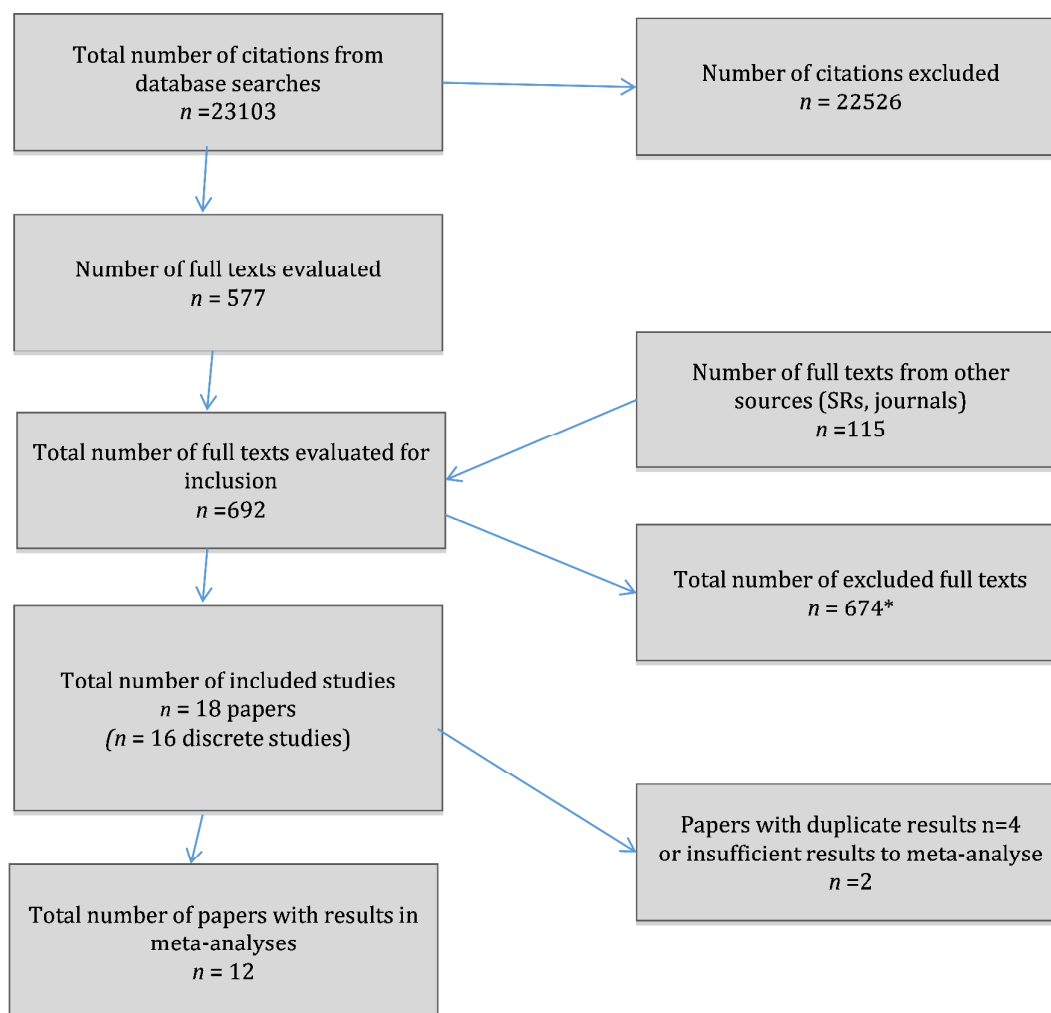 Total number of citations from
database searches
n =23103
Number of citations excluded
n = 22526
Number of full texts evaluated
n = 577
Number of full texts from other
sources (SRs, journals)
n =115
Total number of full texts evaluated for
inclusion
n =692
Total number of excluded full texts
n = 674*
Total number of included studies
n = 18 papers
(n = 16 discrete studies)
Papers with duplicate results n=4
or insufficient results to meta-analyse
n =2
Total number of papers with results in
meta-analyses
n = 12